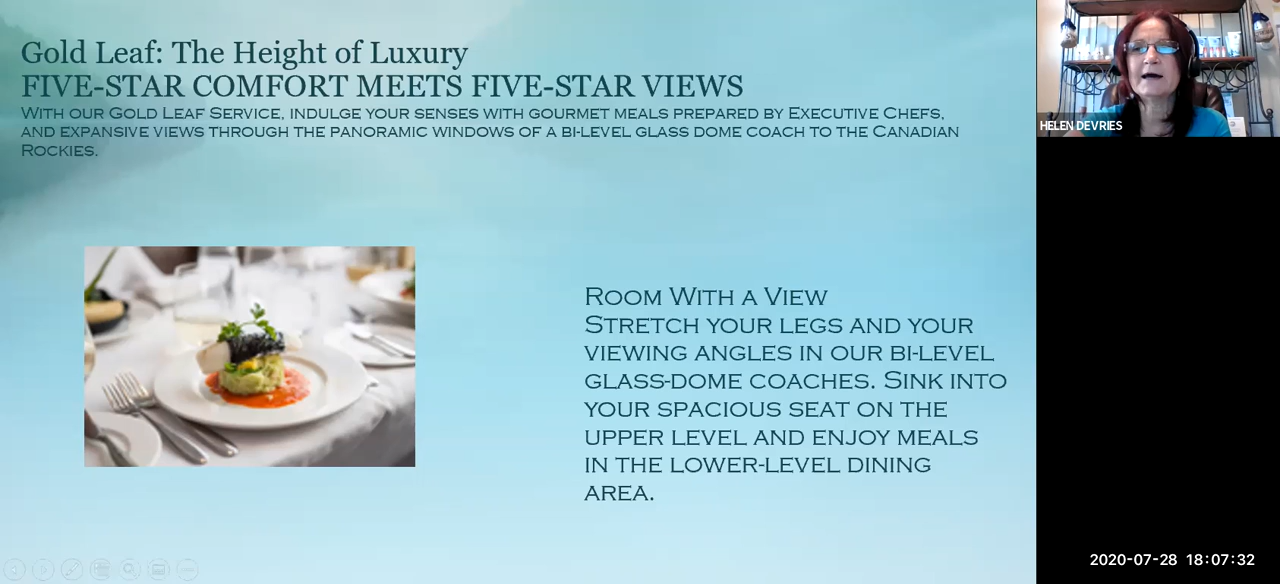 Gold Leaf: The Height of Luxury
FIVE-STAR COMFORT MEETS FIVE-STAR VIEWS
With our Gold Leaf Service, indulge your senses with gourmet meals prepared by Executive Chefs,
and expansive views through the panoramic windows of a bi-level glass dome coach to the Canadian
Rockies.
Room With a View
Stretch your legs and your
viewing angles in our bi-level
glass-dome coaches. Sink into
your spacious seat on the
upper level and enjoy meals
in the lower-level dining
area.
HELEN DEVRIES
2020-07-28 18:07:32